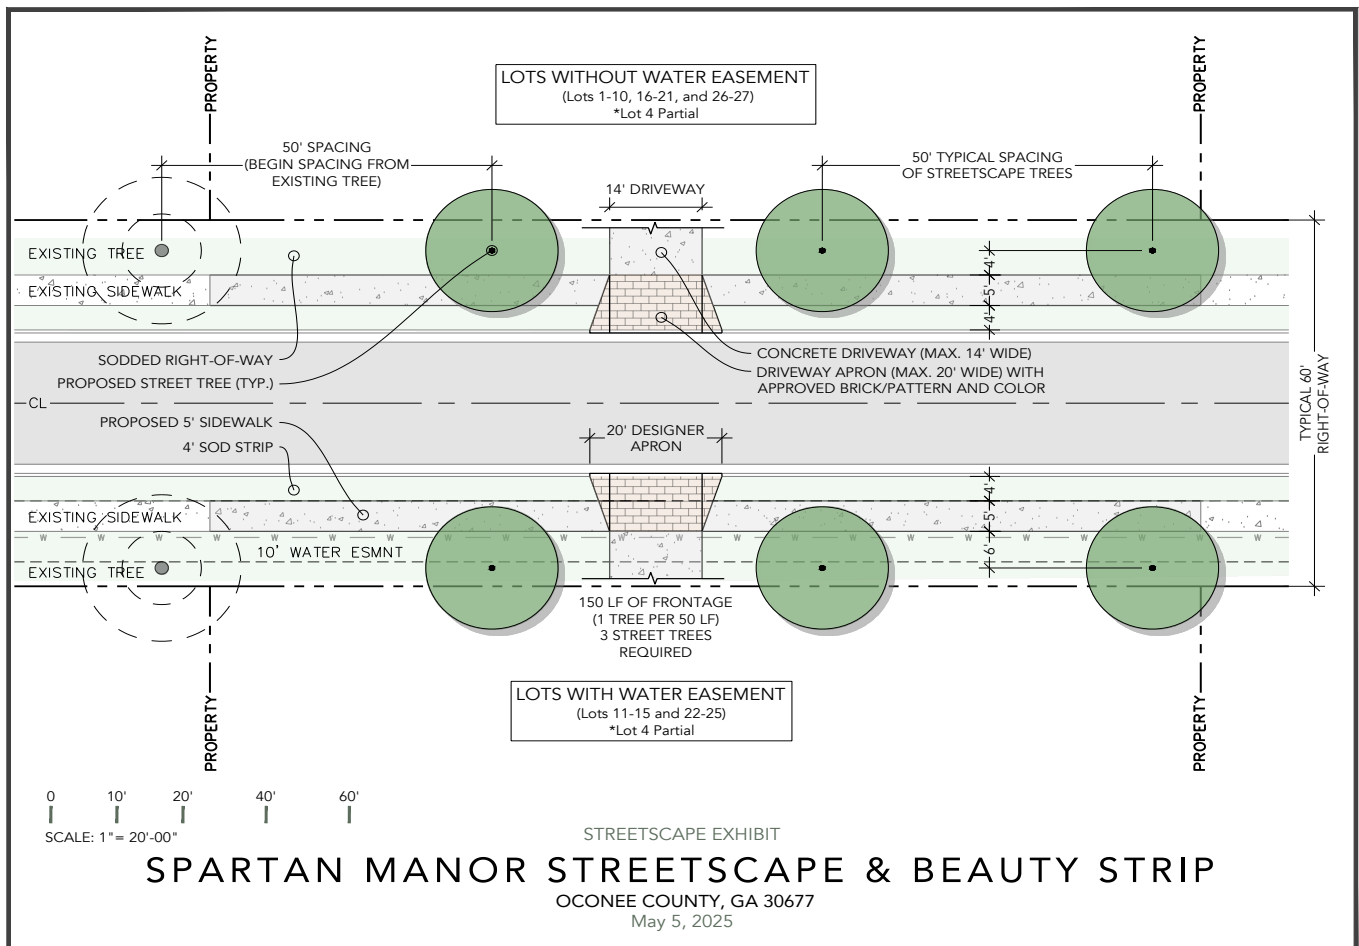 PROPERTY
PROPERTY
LOTS WITHOUT WATER EASEMENT
(Lots 1-10, 16-21, and 26-27)
*Lot 4 Partial
50' SPACING
(BEGIN SPACING FROM
EXISTING TREE)
14' DRIVEWAY
50' TYPICAL SPACING
OF STREETSCAPE TREES
EXISTING TREE
EXISTING SIDEWALK
4'
5'
4'
SODDED RIGHT-OF-WAY
PROPOSED STREET TREE (TYP.)
CONCRETE DRIVEWAY (MAX. 14' WIDE)
DRIVEWAY APRON (MAX. 20' WIDE) WITH
APPROVED BRICK/PATTERN AND COLOR
CL
TYPICAL 60'
RIGHT-OF-WAY
PROPOSED 5' SIDEWALK
4' SOD STRIP
20' DESIGNER
APRON
4'
5'
6'
EXISTING SIDEWALK
W W W W W W W W W W W
10' WATER ESMNT
EXISTING TREE
150 LF OF FRONTAGE
(1 TREE PER 50 LF)
3 STREET TREES
REQUIRED
LOTS WITH WATER EASEMENT
(Lots 11-15 and 22-25)
*Lot 4 Partial
PROPERTY
PROPERTY
0 10' 20' 40' 60'
SCALE: 1"= 20'-00"
STREETSCAPE EXHIBIT
SPARTAN MANOR STREETSCAPE & BEAUTY STRIP
OCONEE COUNTY, GA 30677
May 5, 2025